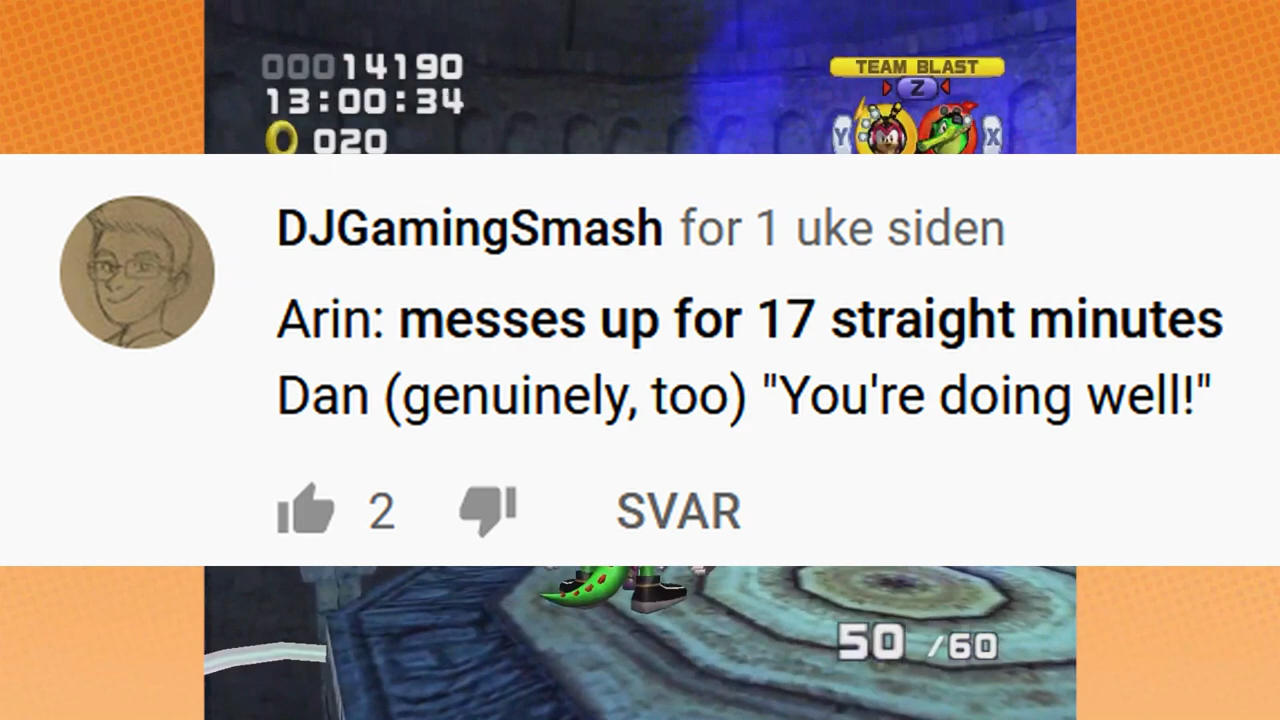 00014190
TEAM BLAST
Z
13:00:34
020
Y
X
DJGamingSmash for 1 uke siden
Arin: messes up for 17 straight minutes
Dan (genuinely, too) "You're doing well!"
2 SVAR
50 /60